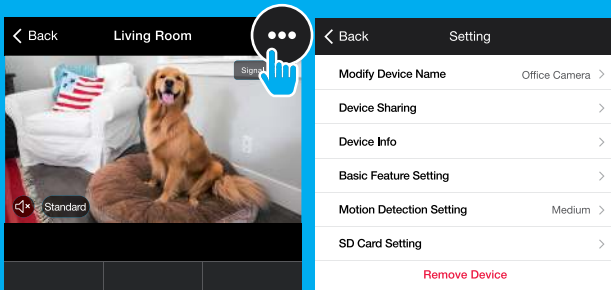 Back
Living Room
Signal
Standard
Back
Setting
Modify Device Name
Office Camera
Device Sharing
Device Info
Basic Feature Setting
Motion Detection Setting
Medium
SD Card Setting
Remove Device